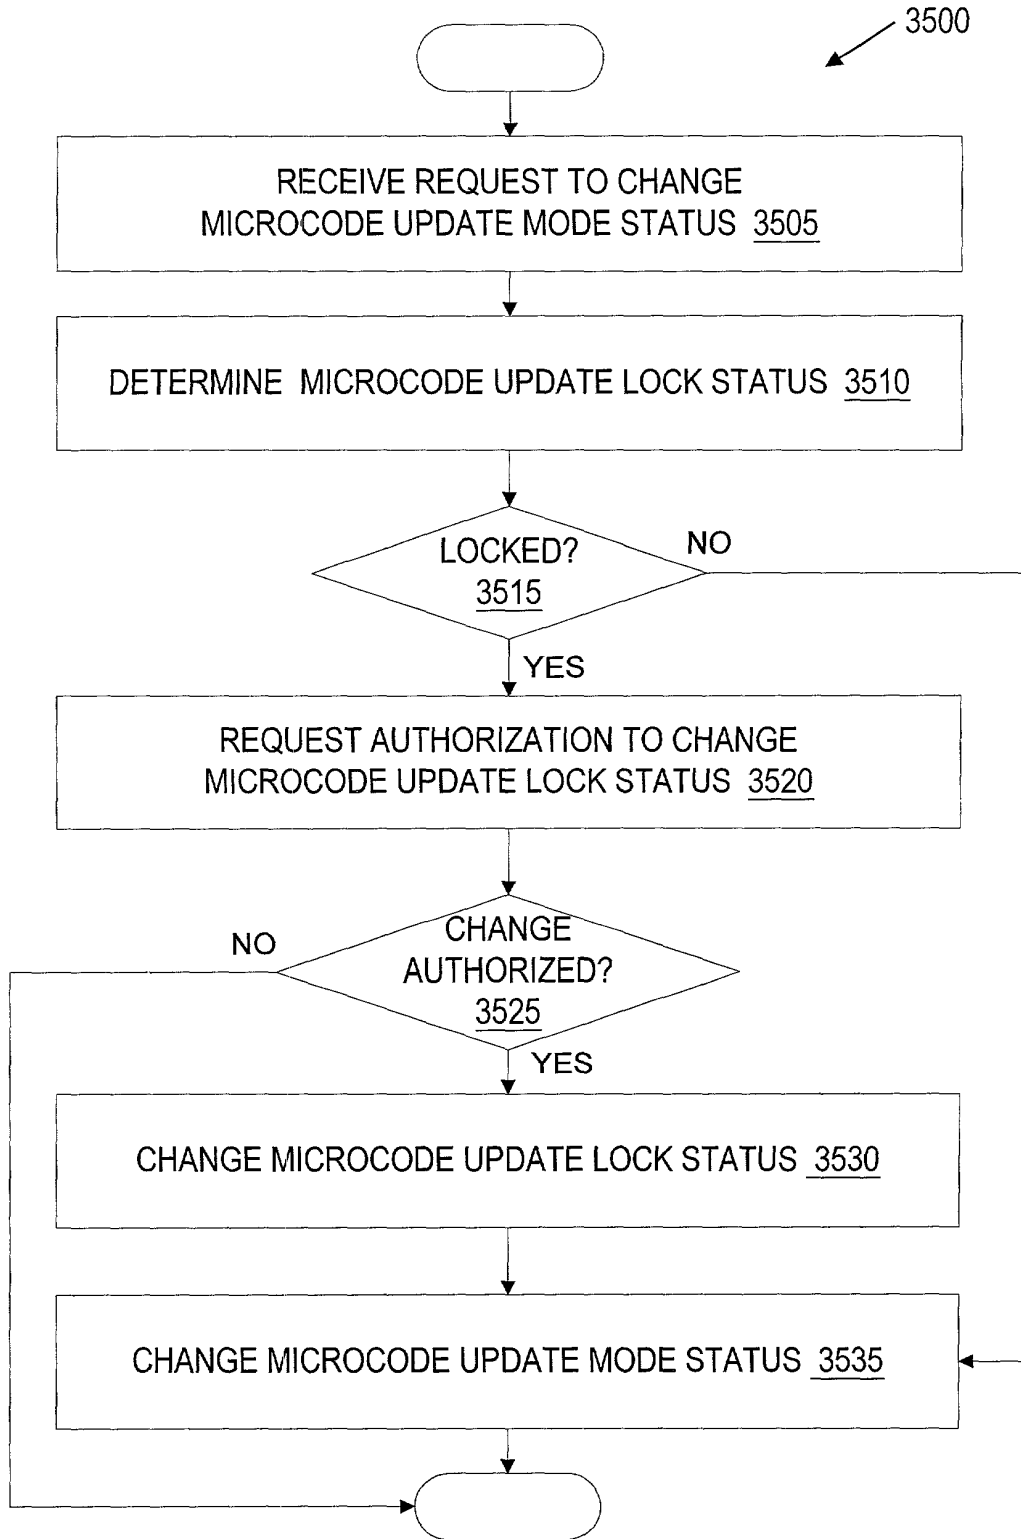 3500
RECEIVE REQUEST TO CHANGE
MICROCODE UPDATE MODE STATUS 3505
DETERMINE MICROCODE UPDATE LOCK STATUS 3510
LOCKED?
3515
NO
YES
REQUEST AUTHORIZATION TO CHANGE
MICROCODE UPDATE LOCK STATUS 3520
CHANGE
AUTHORIZED?
3525
NO
YES
CHANGE MICROCODE UPDATE LOCK STATUS 3530
CHANGE MICROCODE UPDATE MODE STATUS 3535